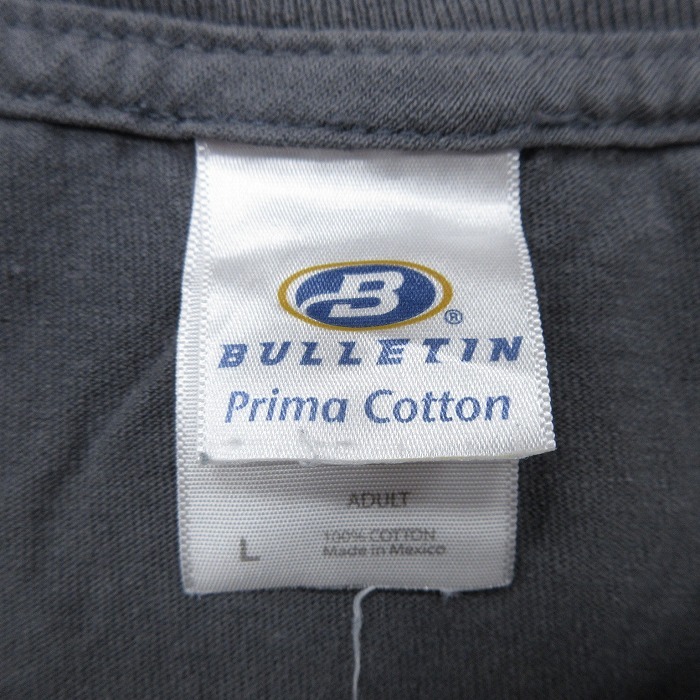 B
®
BULLETIN
Prima Cotton
ADULT
L
100% COTTON
Made in Mexico